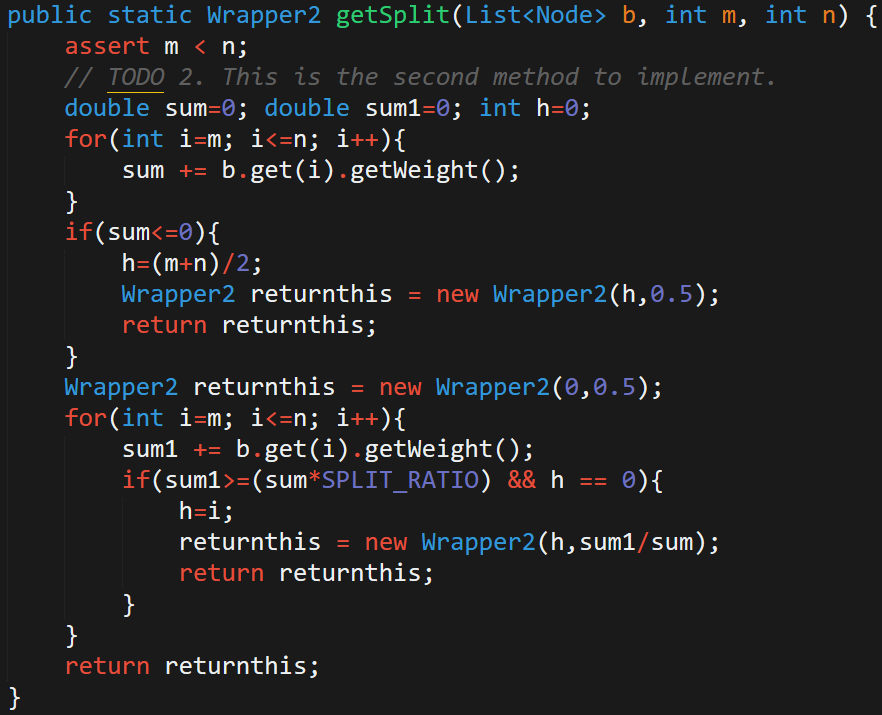 public static Wrapper2 getSplit(List<Node> b, int m, int n) {
    assert m < n;
    // TODO 2. This is the second method to implement.
    double sum=0; double sum1=0; int h=0;
    for(int i=m; i<=n; i++){
        sum += b.get(i).getWeight();
    }
    if(sum<=0){
        h=(m+n)/2;
        Wrapper2 returnthis = new Wrapper2(h,0.5);
        return returnthis;
    }
    Wrapper2 returnthis = new Wrapper2(0,0.5);
    for(int i=m; i<=n; i++){
        sum1 += b.get(i).getWeight();
        if(sum1>=(sum*SPLIT_RATIO) && h == 0){
            h=i;
            returnthis = new Wrapper2(h,sum1/sum);
            return returnthis;
        }
    }
    return returnthis;
}